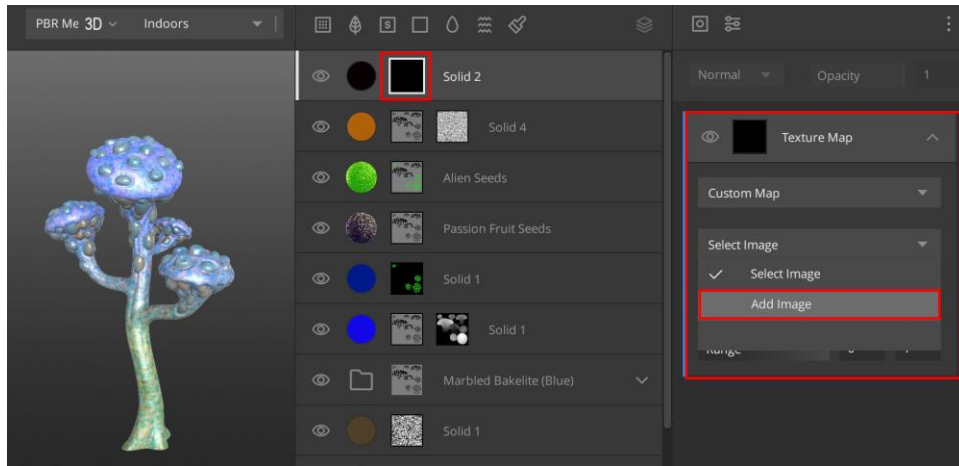 PBR Me 3D Indoors
S
Solid 2
Solid 4
Alien Seeds
Passion Fruit Seeds
Solid 1
Solid 1
Marbled Bakelite (Blue)
Solid 1
Normal Opacity 1
Texture Map
Custom Map
Select Image
Select Image
Add Image
Range